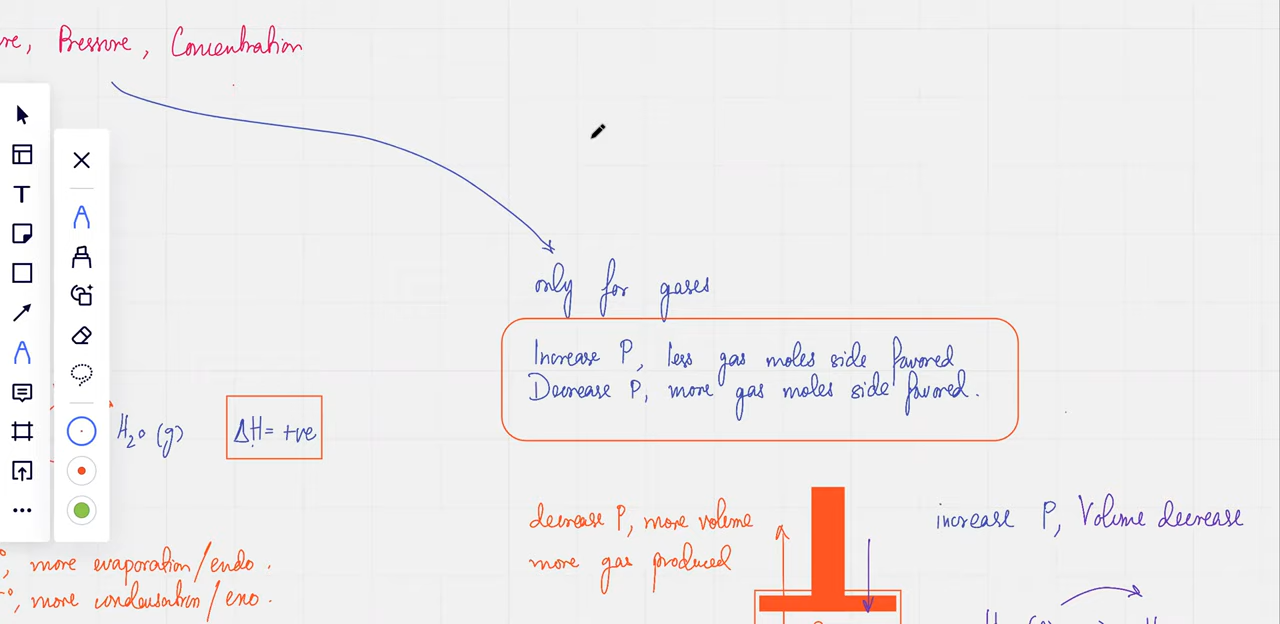 re, Pressure, Concentration
only for gases
Increase P, less gas moles side favored
Decrease P, more gas moles side favored.
H₂O (g)
ΔH = +ve
decrease P, more volume
more gas produced
increase P, Volume decrease
, more evaporation/endo.
, more condensation/exo.